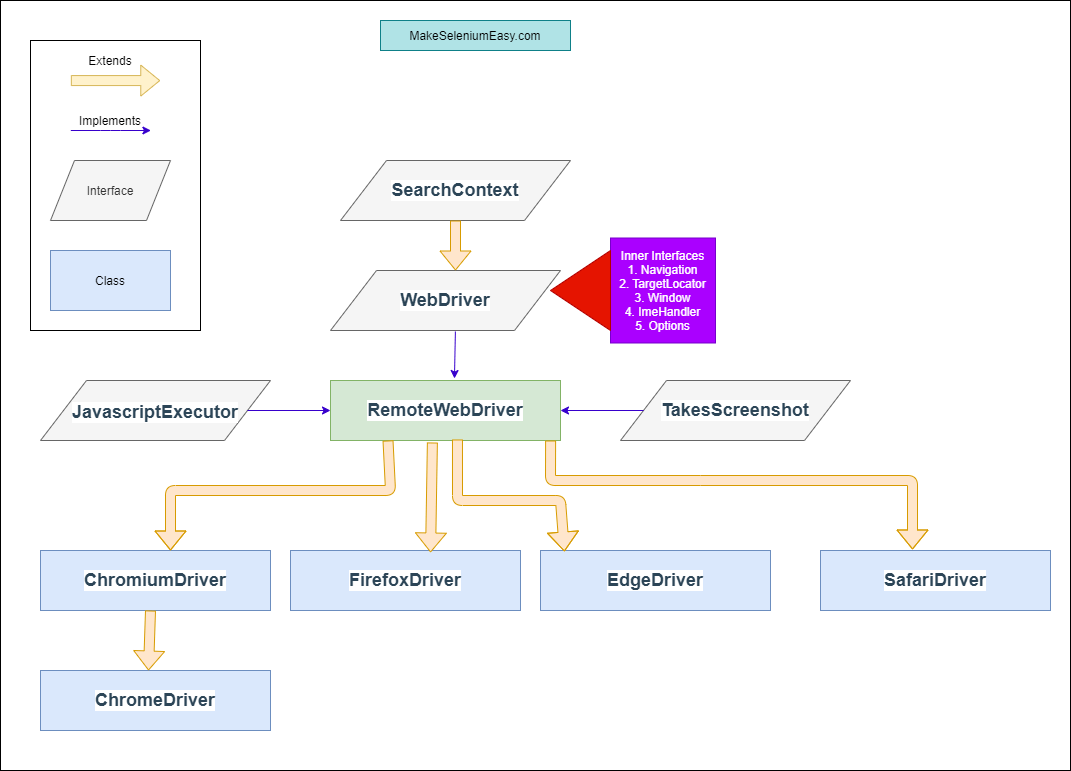 MakeSeleniumEasy.com
Extends
Implements
Interface
Class
SearchContext
WebDriver
Inner Interfaces
1. Navigation
2. TargetLocator
3. Window
4. ImeHandler
5. Options
JavascriptExecutor
RemoteWebDriver
TakesScreenshot
ChromiumDriver
FirefoxDriver
EdgeDriver
SafariDriver
ChromeDriver